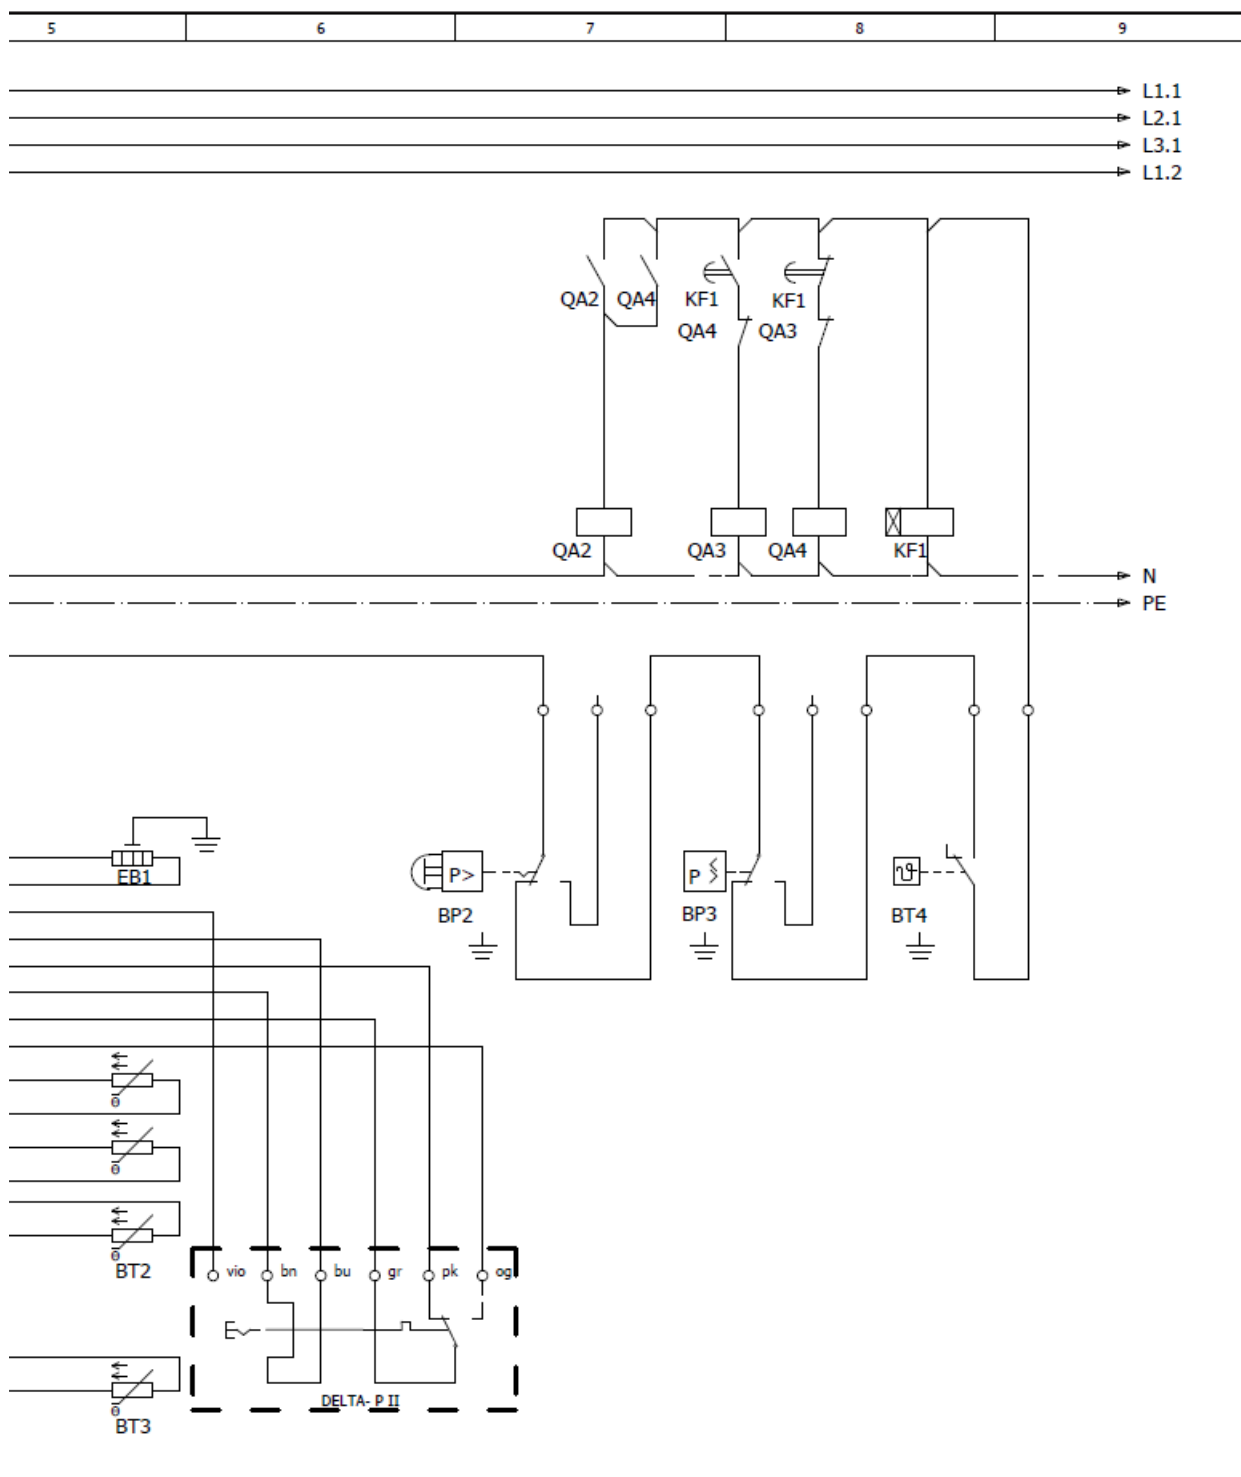 5 6 7 8 9
L1.1
L2.1
L3.1
L1.2
QA2 QA4 KF1 KF1
QA4 QA3
QA2 QA3 QA4 KF1
N
PE
EB1
P> P ϑ
BP2 BP3 BT4
θ
θ
θ
BT2
vio bn bu gr pk og
DELTA- P II
θ
BT3